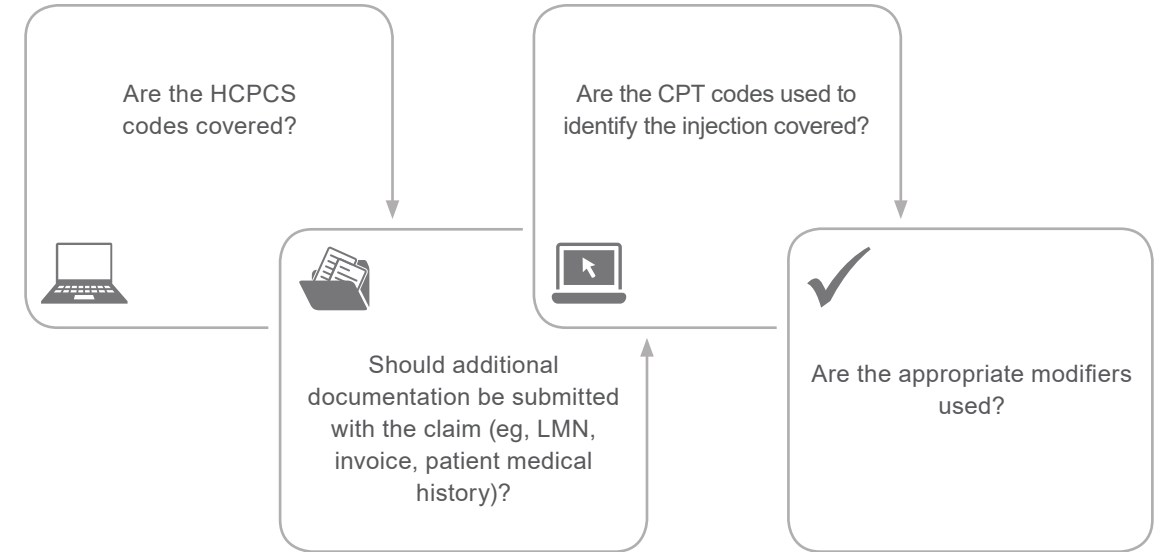 Are the HCPCS
codes covered?
Should additional
documentation be submitted
with the claim (eg, LMN,
invoice, patient medical
history)?
Are the CPT codes used to
identify the injection covered?
Are the appropriate modifiers
used?